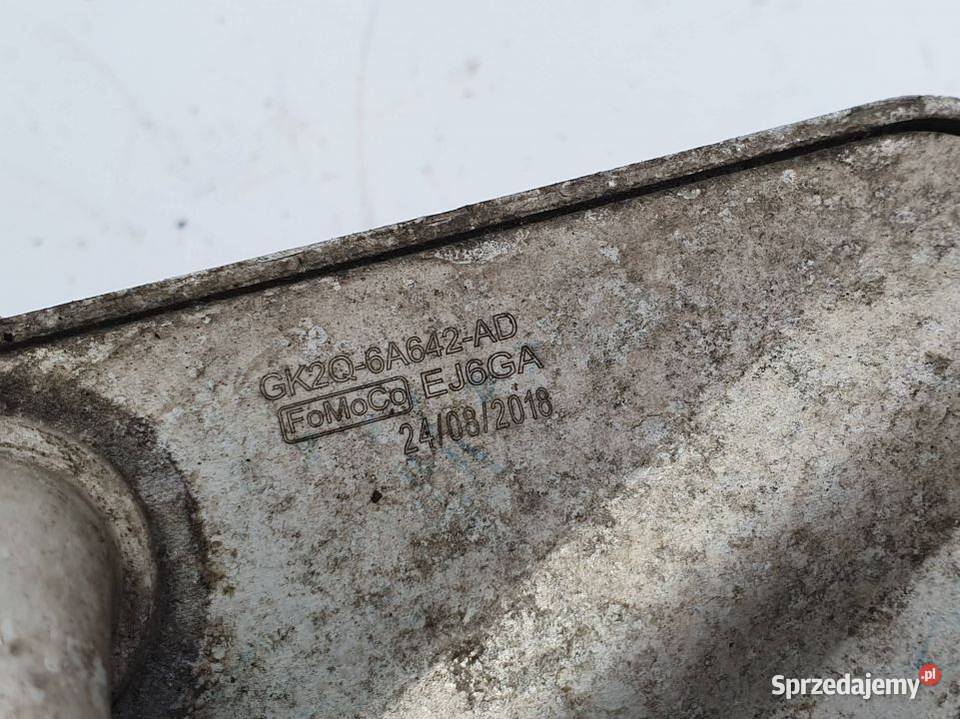 GK2Q-6A642-AD
FoMoCo EJ6GA
24/08/2018
Sprzedajemy.pl